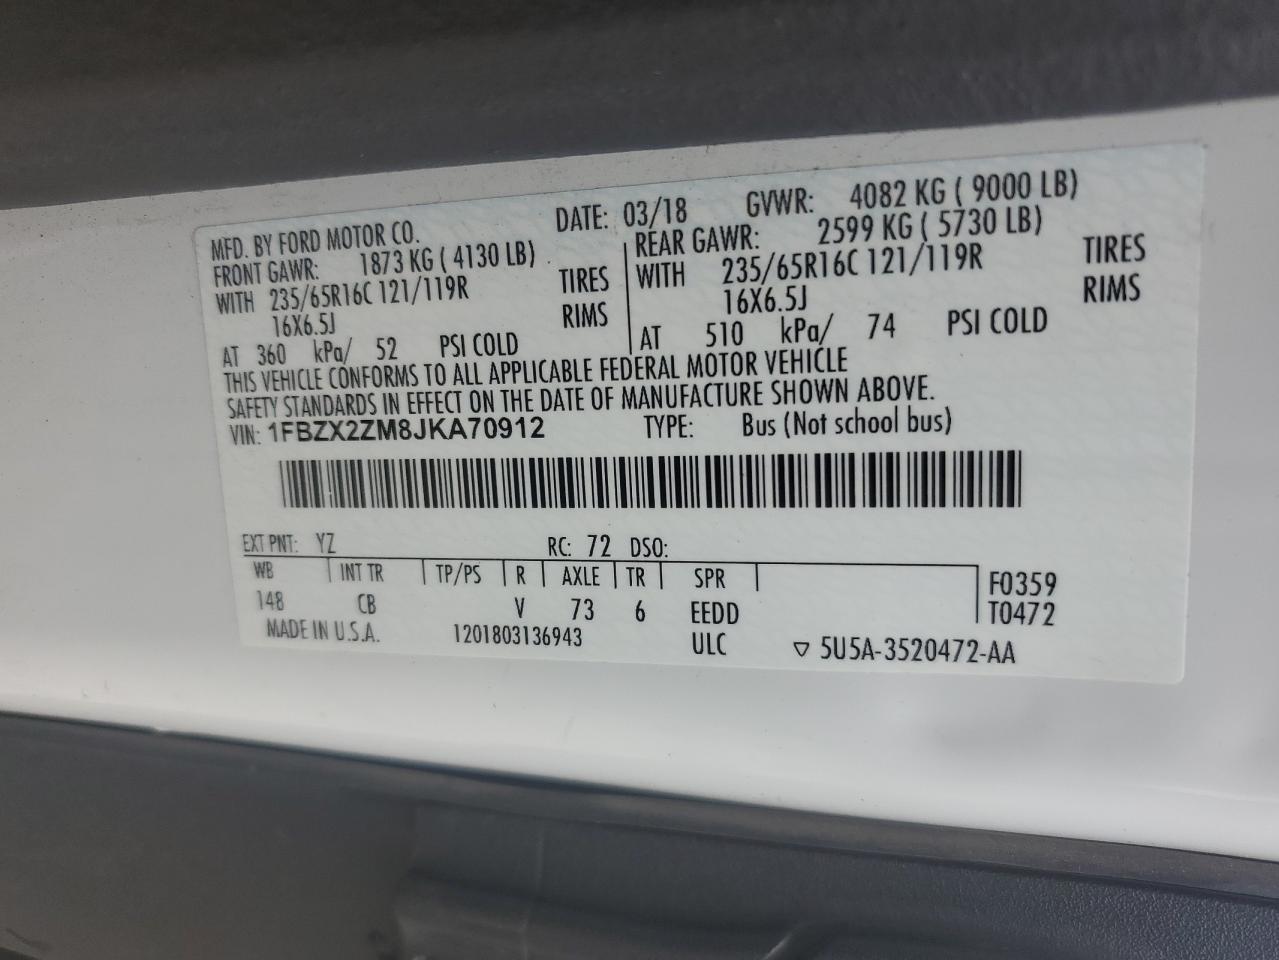 MFD. BY FORD MOTOR CO. DATE: 03/18 GVWR: 4082 KG ( 9000 LB)
FRONT GAWR: 1873 KG ( 4130 LB) REAR GAWR: 2599 KG ( 5730 LB)
WITH 235/65R16C 121/119R TIRES WITH 235/65R16C 121/119R TIRES
16X6.5J RIMS 16X6.5J RIMS
AT 360 kPa/ 52 PSI COLD AT 510 kPa/ 74 PSI COLD
THIS VEHICLE CONFORMS TO ALL APPLICABLE FEDERAL MOTOR VEHICLE
SAFETY STANDARDS IN EFFECT ON THE DATE OF MANUFACTURE SHOWN ABOVE.
VIN: 1FBZX2ZM8JKA70912 TYPE: Bus (Not school bus)
EXT PNT: YZ RC: 72 DSO:
WB INT TR TP/PS R AXLE TR SPR F0359
148 CB V 73 6 EEDD T0472
MADE IN U.S.A. 1201803136943 ULC ▽ 5U5A-3520472-AA